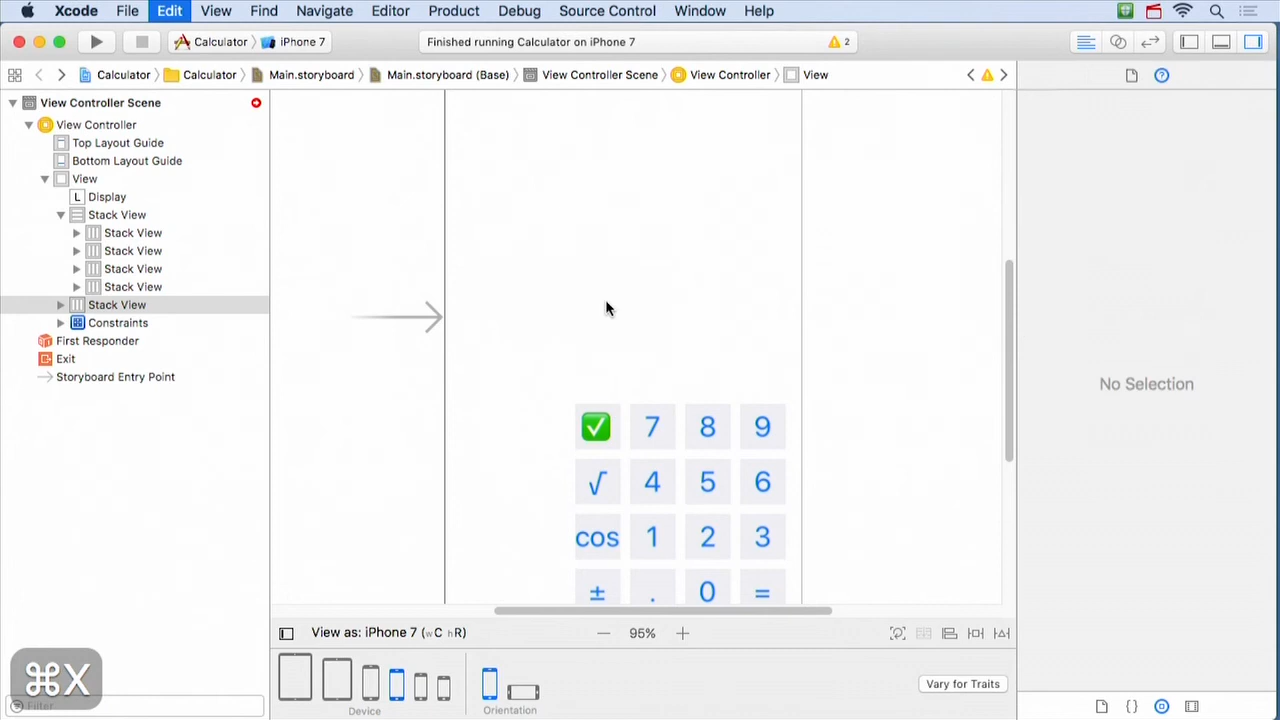 Xcode File Edit View Find Navigate Editor Product Debug Source Control Window Help
Calculator iPhone 7 Finished running Calculator on iPhone 7 2
Calculator Calculator Main.storyboard Main.storyboard (Base) View Controller Scene View Controller View
View Controller Scene
View Controller
Top Layout Guide
Bottom Layout Guide
View
L Display
Stack View
Stack View
Stack View
Stack View
Stack View
Stack View
Constraints
First Responder
Exit
Storyboard Entry Point
No Selection
✅ 7 8 9
√ 4 5 6
cos 1 2 3
± . 0 =
View as: iPhone 7 (wC hR) — 95% +
Vary for Traits
Device Orientation
⌘X
Filter